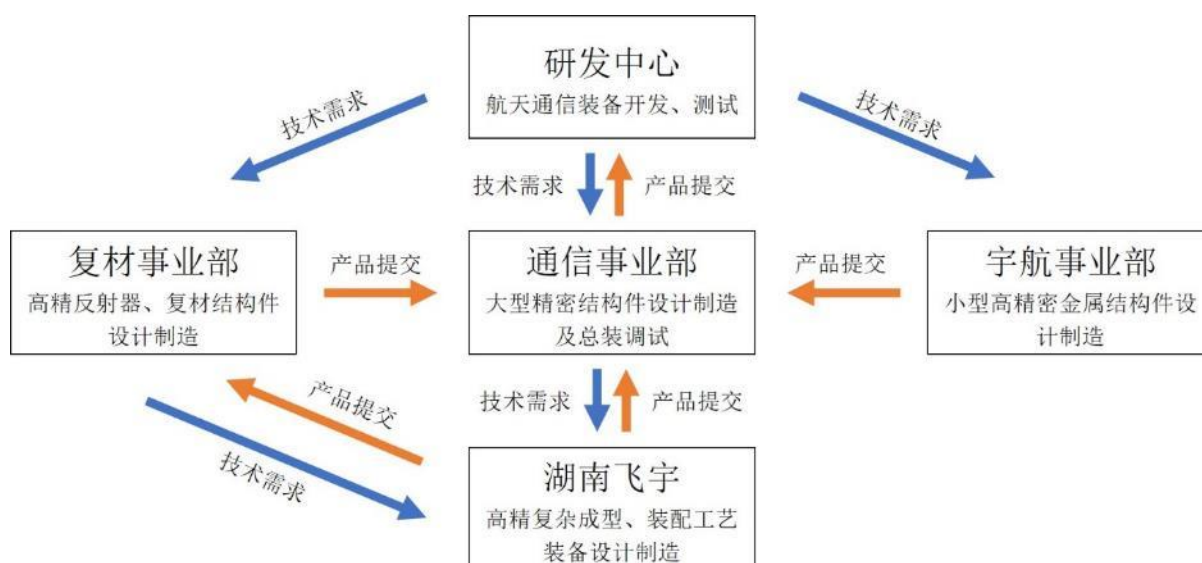 研发中心
航天通信装备开发、测试
技术需求
技术需求
技术需求
产品提交
复材事业部
高精反射器、复材结构件
设计制造
产品提交
通信事业部
大型精密结构件设计制造
及总装调试
产品提交
宇航事业部
小型高精密金属结构件设
计制造
产品提交
技术需求
技术需求
产品提交
湖南飞宇
高精复杂成型、装配工艺
装备设计制造